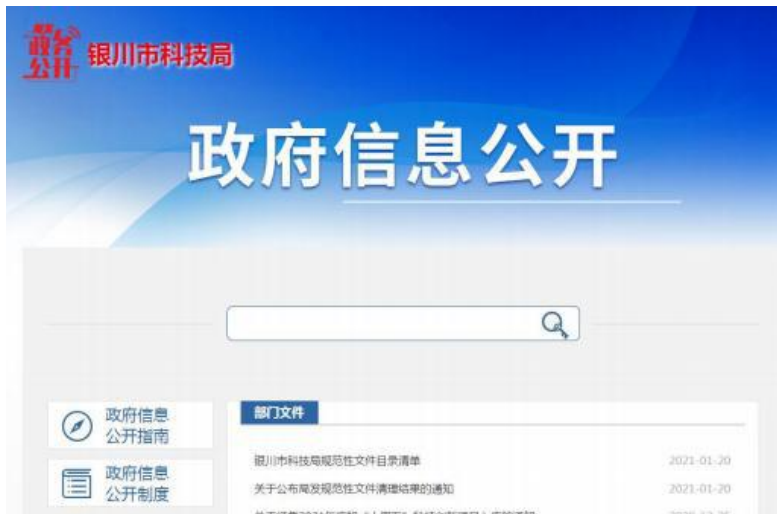 政务
公开
银川市科技局
政府信息公开
政府信息
公开指南
部门文件
银川市科技局规范性文件目录清单 2021-01-20
政府信息
公开制度
关于公布局发规范性文件清理结果的通知 2021-01-20